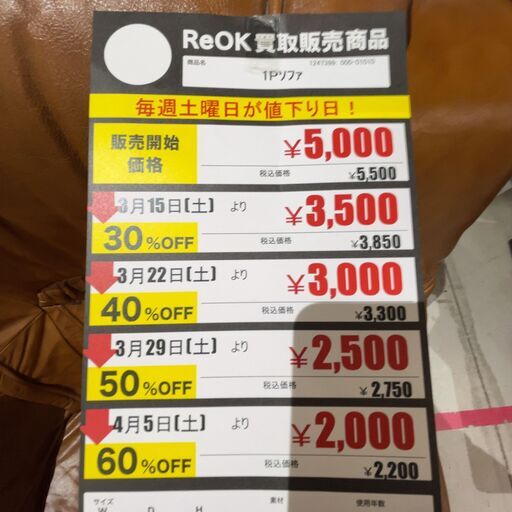 ReOK 買取販売商品
商品名 1247399: 000-01010
1Pソファ
毎週土曜日が値下り日!
販売開始 価格 ¥5,000
税込価格 ¥5,500
3月15日(土) より ¥3,500
30%OFF 税込価格 ¥3,850
3月22日(土) より ¥3,000
40%OFF 税込価格 ¥3,300
3月29日(土) より ¥2,500
50%OFF 税込価格 ¥2,750
4月5日(土) より ¥2,000
60%OFF 税込価格 ¥2,200
サイズ 素材 使用年数
W D H